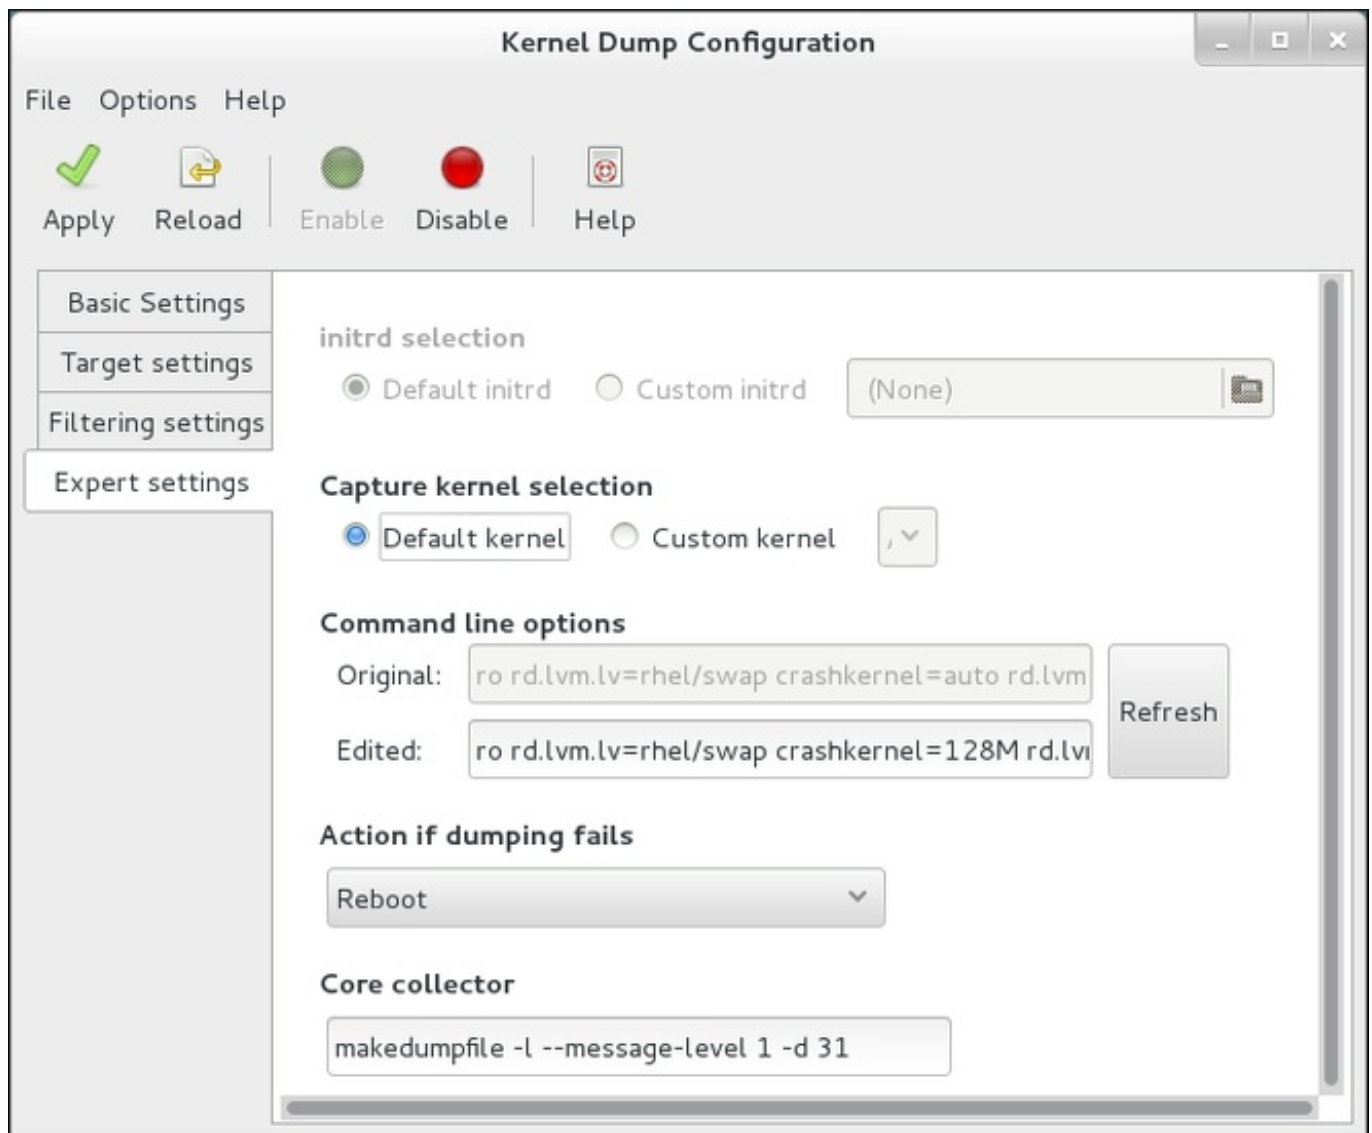 Kernel Dump Configuration
File Options Help
Apply Reload Enable Disable Help
Basic Settings
Target settings
Filtering settings
Expert settings
initrd selection
Default initrd Custom initrd (None)
Capture kernel selection
Default kernel Custom kernel
Command line options
Original: ro rd.lvm.lv=rhel/swap crashkernel=auto rd.lvm
Edited: ro rd.lvm.lv=rhel/swap crashkernel=128M rd.lv
Refresh
Action if dumping fails
Reboot
Core collector
makedumpfile -l --message-level 1 -d 31